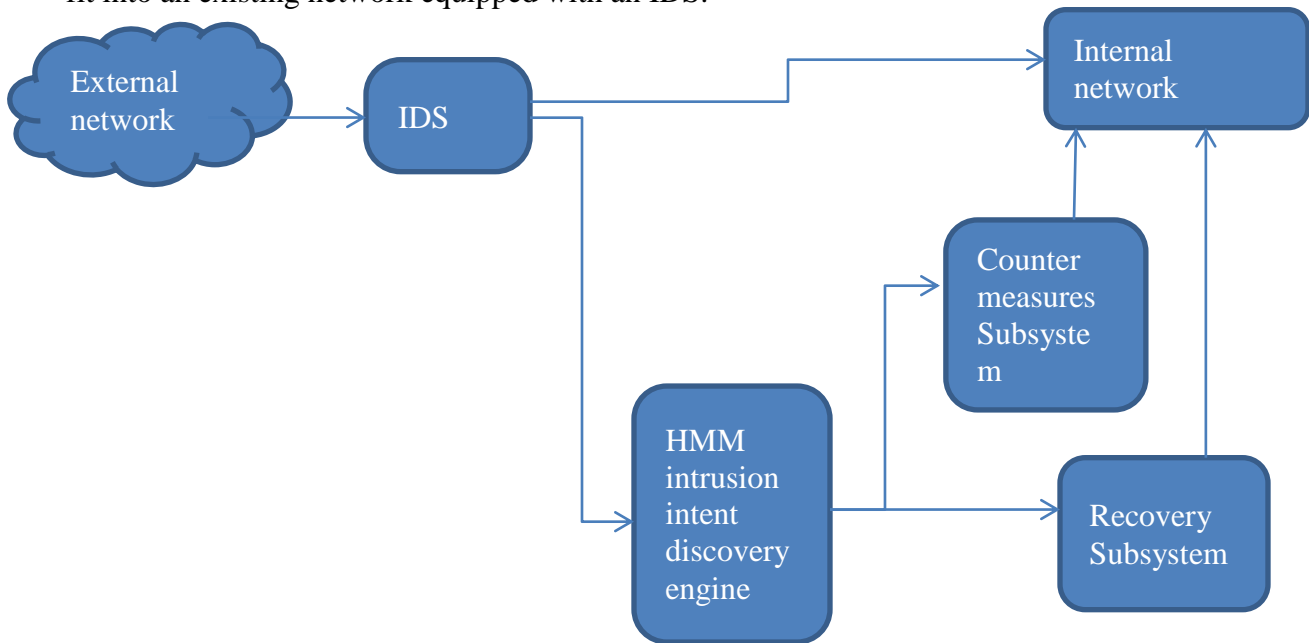 fit into an existing network equipped with an IDS.
External
network
IDS
Internal
network
Counter
measures
Subsyste
m
HMM
intrusion
intent
discovery
engine
Recovery
Subsystem